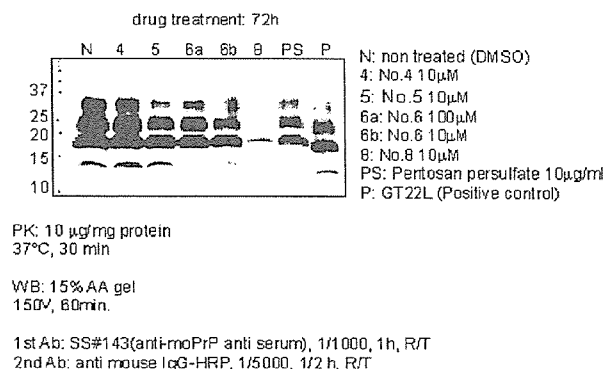 drug treatment: 72h
N 4 5 6a 6b 8 PS P
37
25
20
15
10
N: non treated (DMSO)
4: No.4 10μM
5: No.5 10μM
6a: No.6 100μM
6b: No.6 10μM
8: No.8 10μM
PS: Pentosan persulfate 10μg/ml
P: GT22L (Positive control)
PK: 10 μg/mg protein
37°C, 30 min
WB: 15% AA gel
150V, 60min.
1st Ab: SS#143(anti-moPrP anti serum), 1/1000, 1h, R/T
2nd Ab: anti mouse IgG-HRP, 1/5000, 1/2 h, R/T